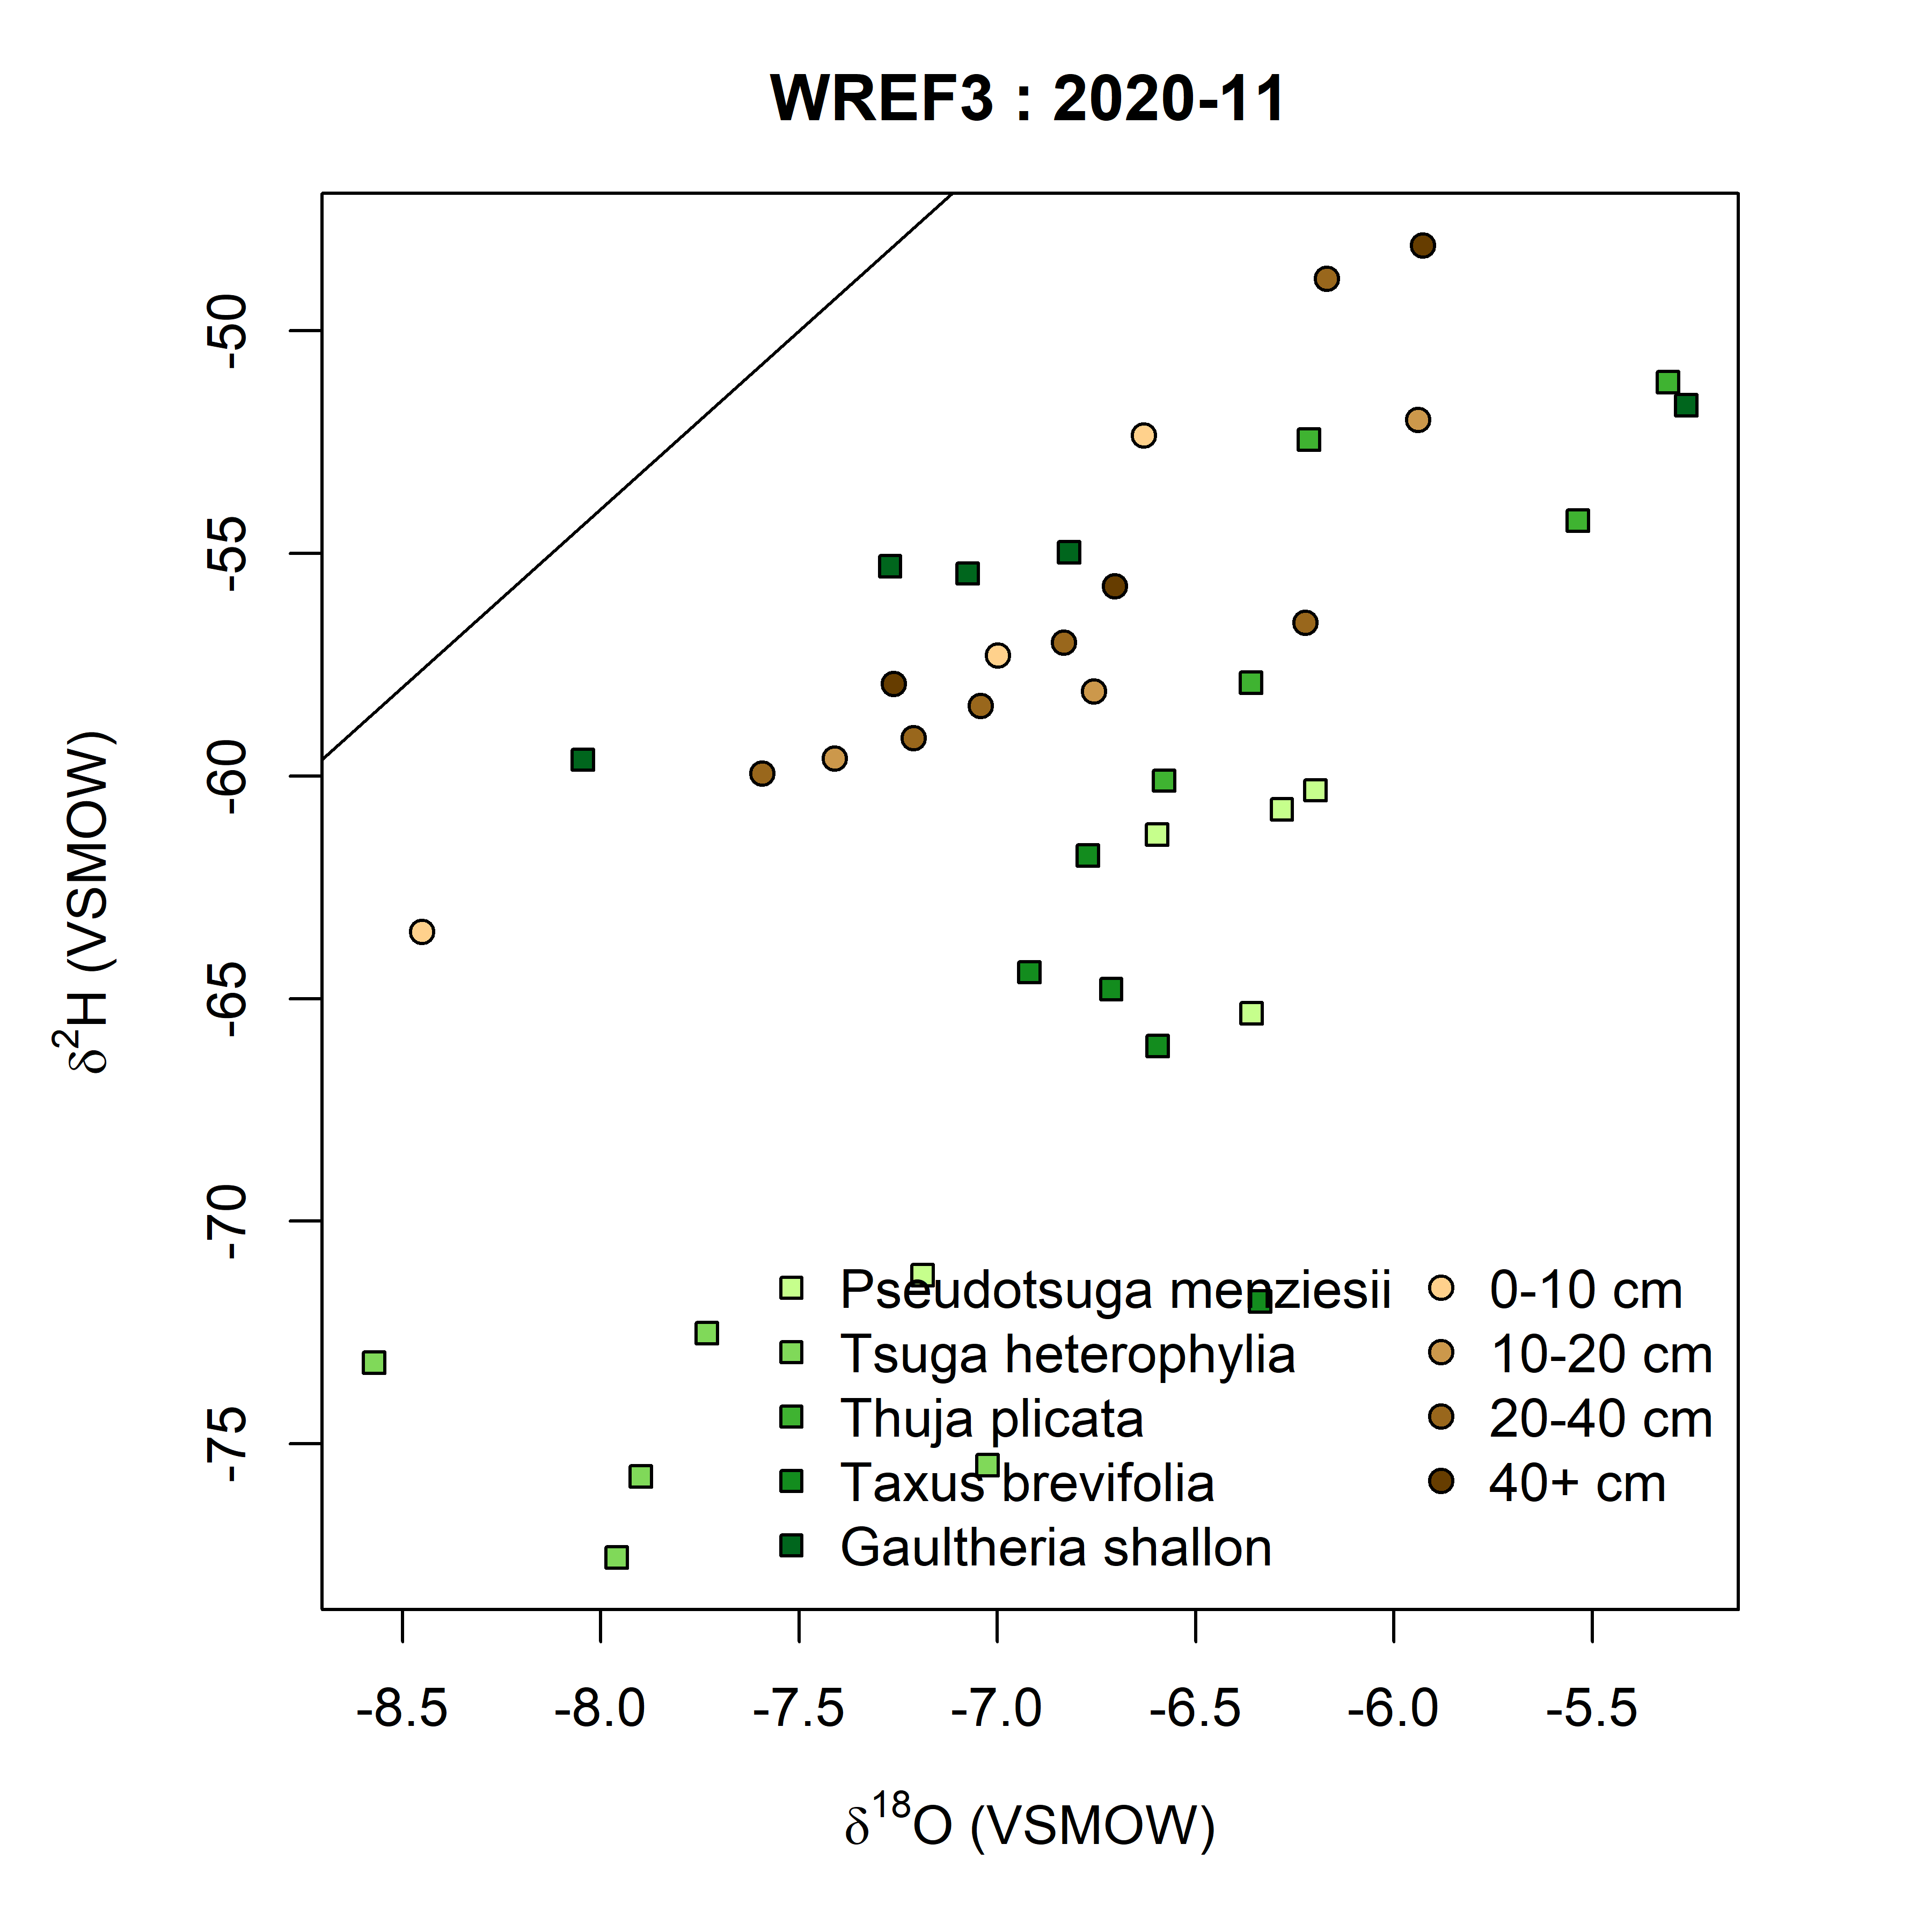 WREF3 : 2020-11
-50
-55
-60
-65
-70
-75
δ2H (VSMOW)
Pseudotsuga menziesii
Tsuga heterophylia
Thuja plicata
Taxus brevifolia
Gaultheria shallon
0-10 cm
10-20 cm
20-40 cm
40+ cm
-8.5 -8.0 -7.5 -7.0 -6.5 -6.0 -5.5
δ18O (VSMOW)